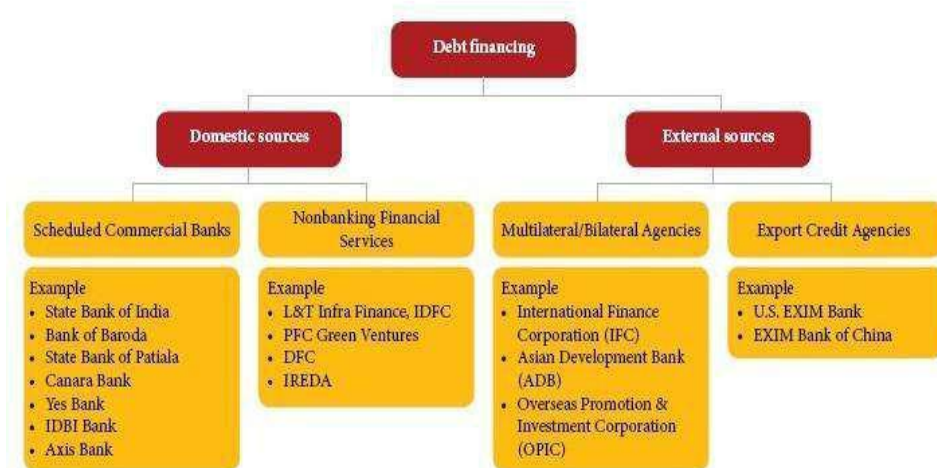 Debt financing
Domestic sources
External sources
Scheduled Commercial Banks
Nonbanking Financial
Services
Multilateral/Bilateral Agencies
Export Credit Agencies
Example
• State Bank of India
• Bank of Baroda
• State Bank of Patiala
• Canara Bank
• Yes Bank
• IDBI Bank
• Axis Bank
Example
• L&T Infra Finance, IDFC
• PFC Green Ventures
• DFC
• IREDA
Example
• International Finance
Corporation (IFC)
• Asian Development Bank
(ADB)
• Overseas Promotion &
Investment Corporation
(OPIC)
Example
• U.S. EXIM Bank
• EXIM Bank of China